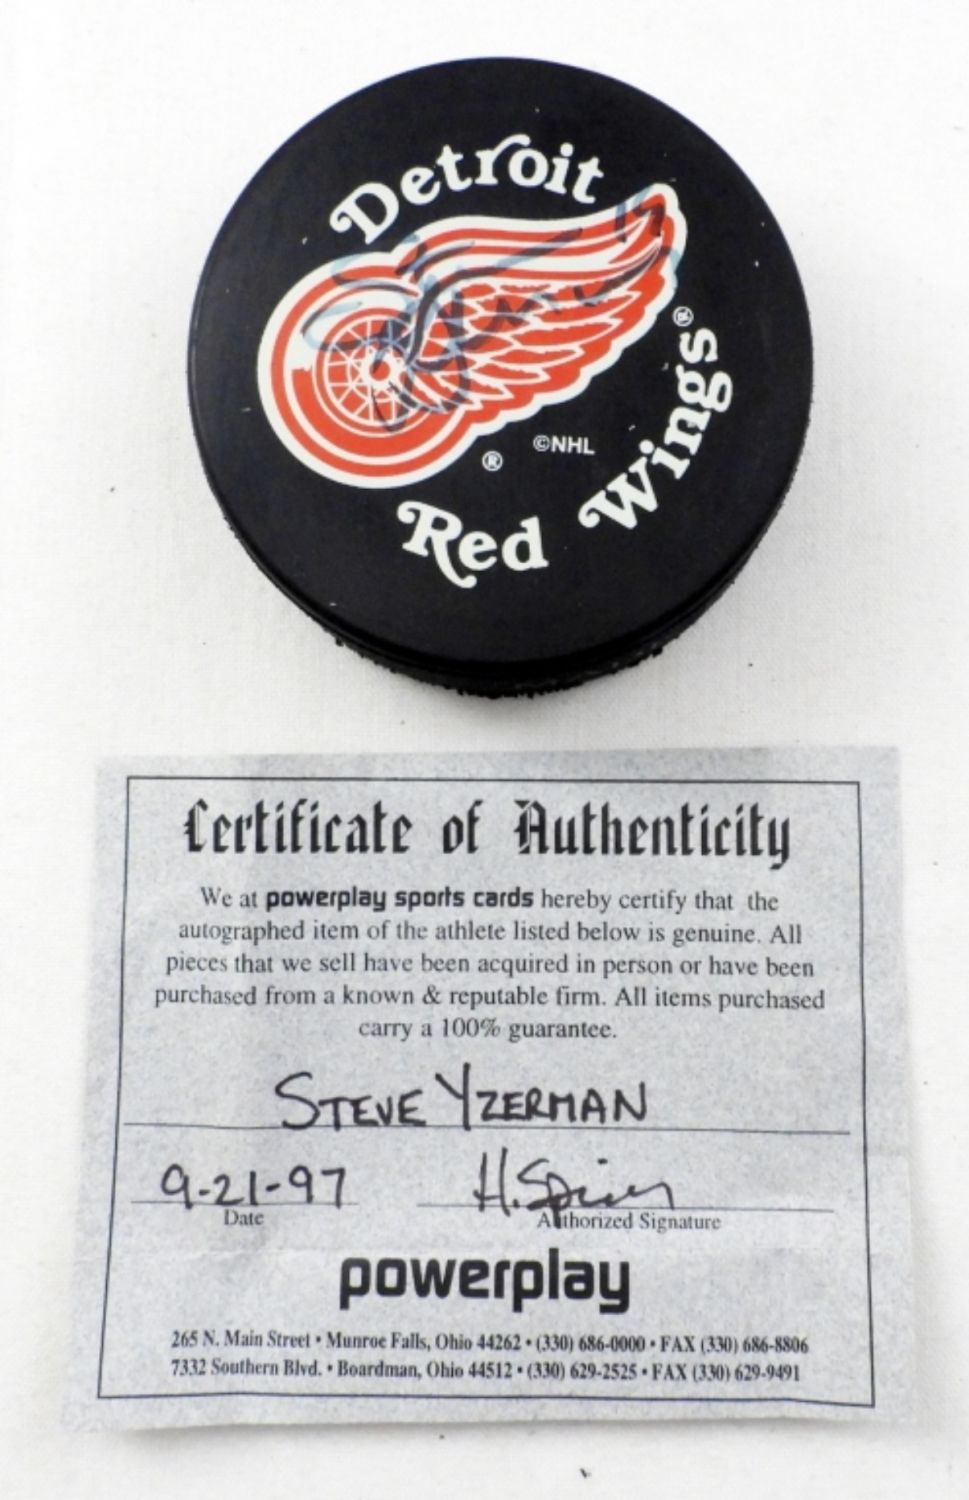 Detroit
19
®
©NHL
®
Red Wings
Certificate of Authenticity
We at powerplay sports cards hereby certify that the
autographed item of the athlete listed below is genuine. All
pieces that we sell have been acquired in person or have been
purchased from a known & reputable firm. All items purchased
carry a 100% guarantee.
STEVE YZERMAN
9-21-97
Date
Authorized Signature
powerplay
265 N. Main Street • Munroe Falls, Ohio 44262 • (330) 686-0000 • FAX (330) 686-8806
7332 Southern Blvd. • Boardman, Ohio 44512 • (330) 629-2525 • FAX (330) 629-9491